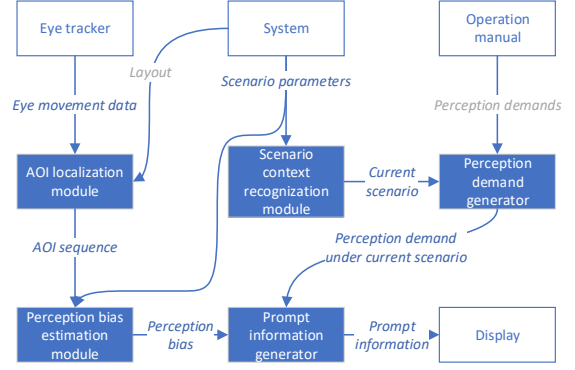 Eye tracker
System
Operation
manual
Layout
Scenario parameters
Eye movement data
Perception demands
AOI localization
module
Scenario
context
recognization
module
Current
scenario
Perception
demand
generator
AOI sequence
Perception demand
under current scenario
Perception bias
estimation
module
Perception
bias
Prompt
information
generator
Prompt
information
Display